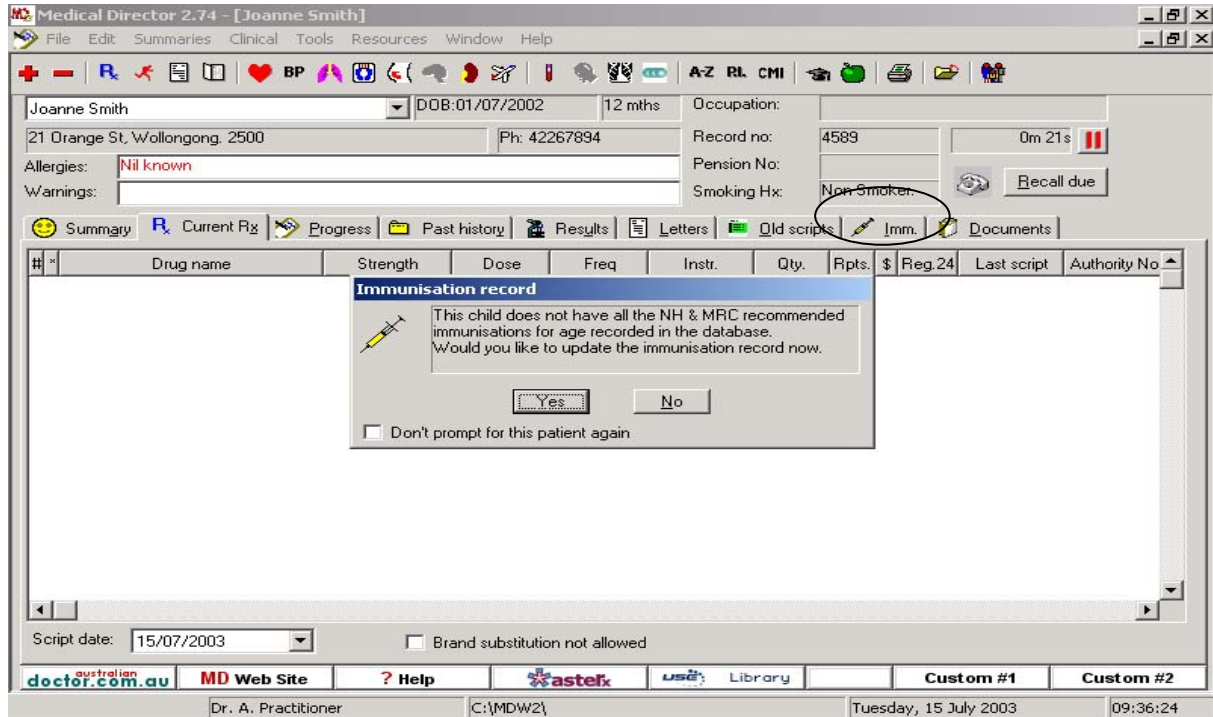 Medical Director 2.74 - [Joanne Smith]
File Edit Summaries Clinical Tools Resources Window Help
Rx BP A-Z P.I. CMI
Joanne Smith DOB:01/07/2002 12 mths Occupation:
21 Orange St, Wollongong. 2500 Ph: 42267894 Record no: 4589 0m 21s
Allergies: Nil known Pension No:
Warnings: Smoking Hx: Non Smoker. Recall due
Summary Rx Current Rx Progress Past history Results Letters Old scripts Imm. Documents
# * Drug name Strength Dose Freq Instr. Qty. Rpts. $ Reg.24 Last script Authority No
Immunisation record
This child does not have all the NH & MRC recommended
immunisations for age recorded in the database.
Would you like to update the immunisation record now.
Yes No
Don't prompt for this patient again
Script date: 15/07/2003 Brand substitution not allowed
australian
doctor.com.au MD Web Site ? Help Library Custom #1 Custom #2
Dr. A. Practitioner C:\MDW2\ Tuesday, 15 July 2003 09:36:24